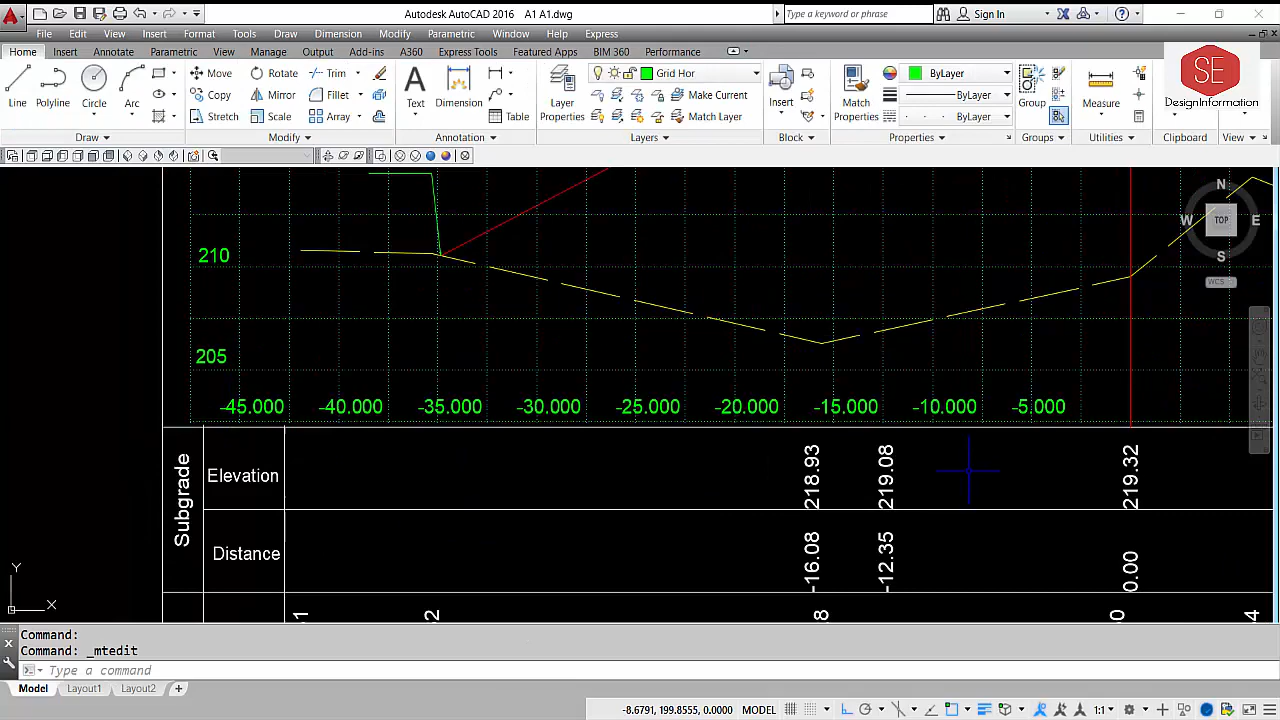 Autodesk AutoCAD 2016 A1 A1.dwg
Type a keyword or phrase
Sign In
File Edit View Insert Format Tools Draw Dimension Modify Parametric Window Help Express
Home Insert Annotate Parametric View Manage Output Add-ins A360 Express Tools Featured Apps BIM 360 Performance
Line Polyline Circle Arc
Move Rotate Trim
Copy Mirror Fillet
Stretch Scale Array
Text Dimension Table
Layer Properties
Grid Hor
Make Current
Match Layer
Insert
Match Properties
ByLayer
ByLayer
ByLayer
Group
Measure
SE
DesignInformation
Draw Modify Annotation Layers Block Properties Groups Utilities Clipboard View
N
W TOP E
S
WCS
210
205
-45.000 -40.000 -35.000 -30.000 -25.000 -20.000 -15.000 -10.000 -5.000
Subgrade
Elevation 218.93 219.08 219.32
Distance -16.08 -12.35 0.00
1 2 8 0 4
Y
X
Command:
Command: _mtedit
Type a command
Model Layout1 Layout2 +
-8.6791, 199.8555, 0.0000 MODEL 1:1